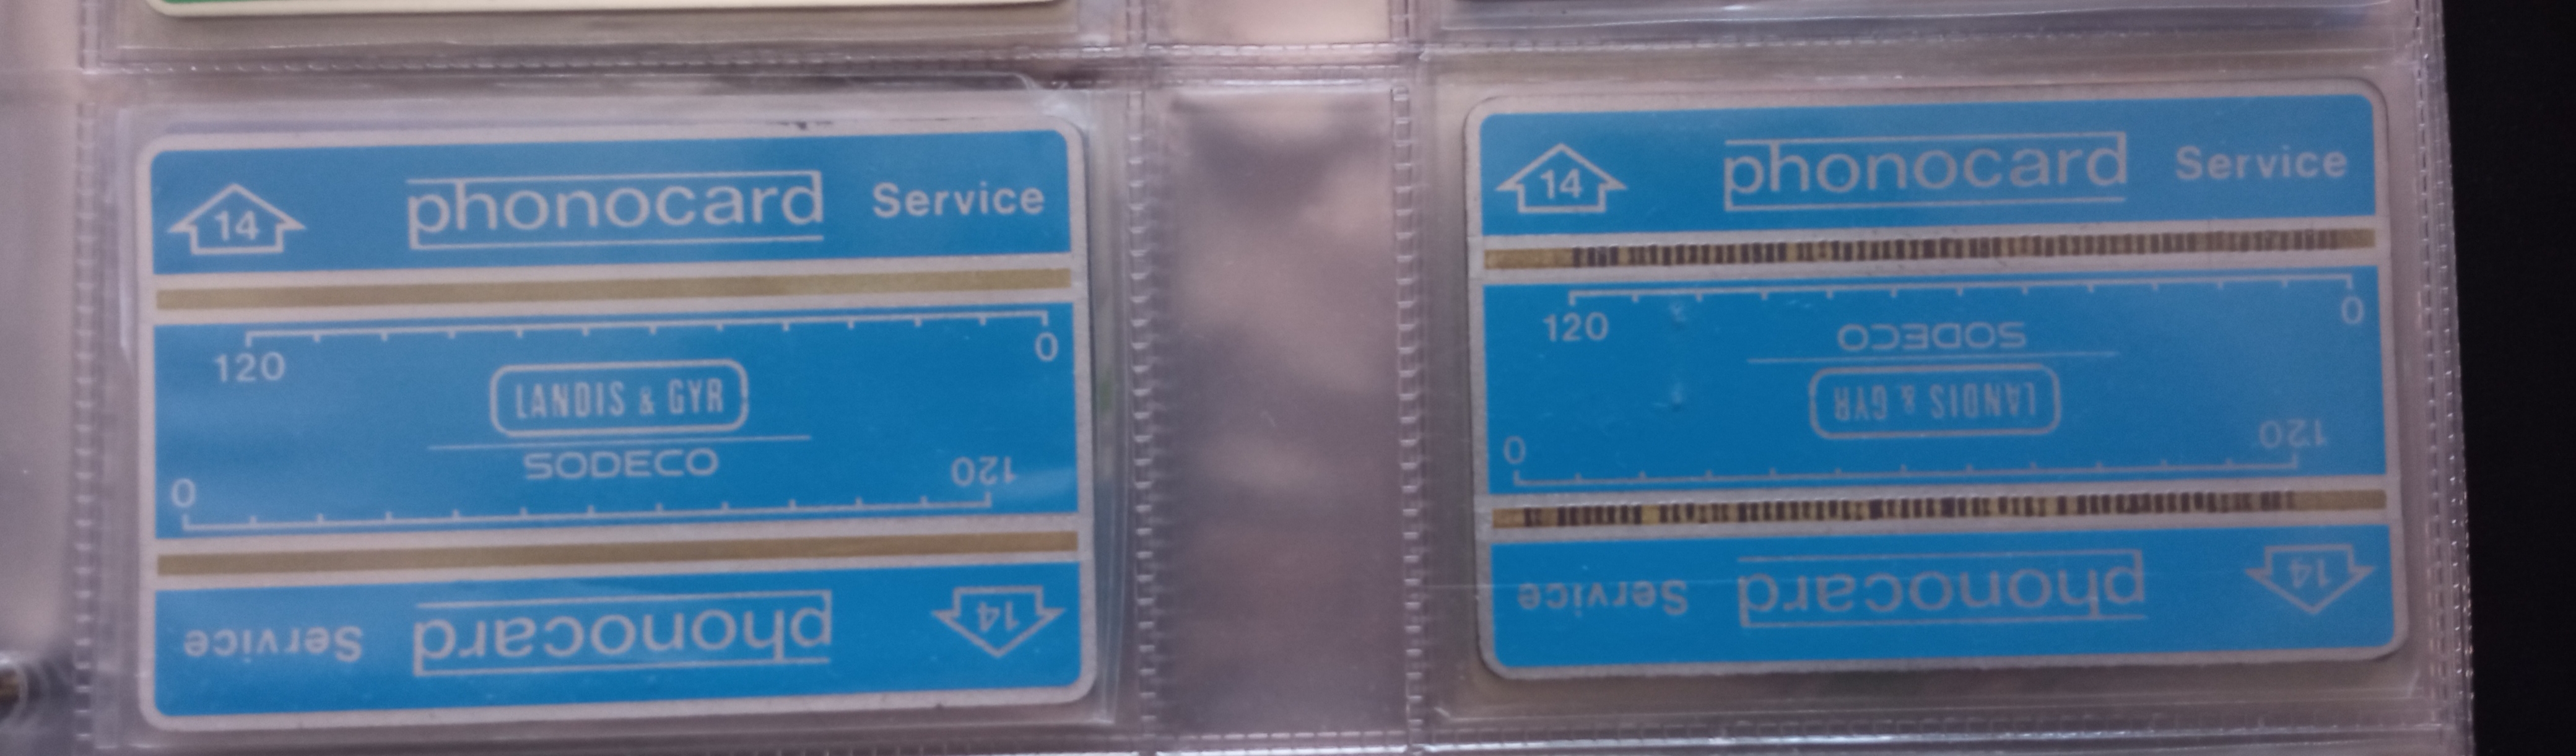 14 phonocard Service
120 0
LANDIS & GYR
SODECO
0 120
Service phonocard 14
14 phonocard Service
120 0
SODECO
LANDIS & GYR
0 120
Service phonocard 14